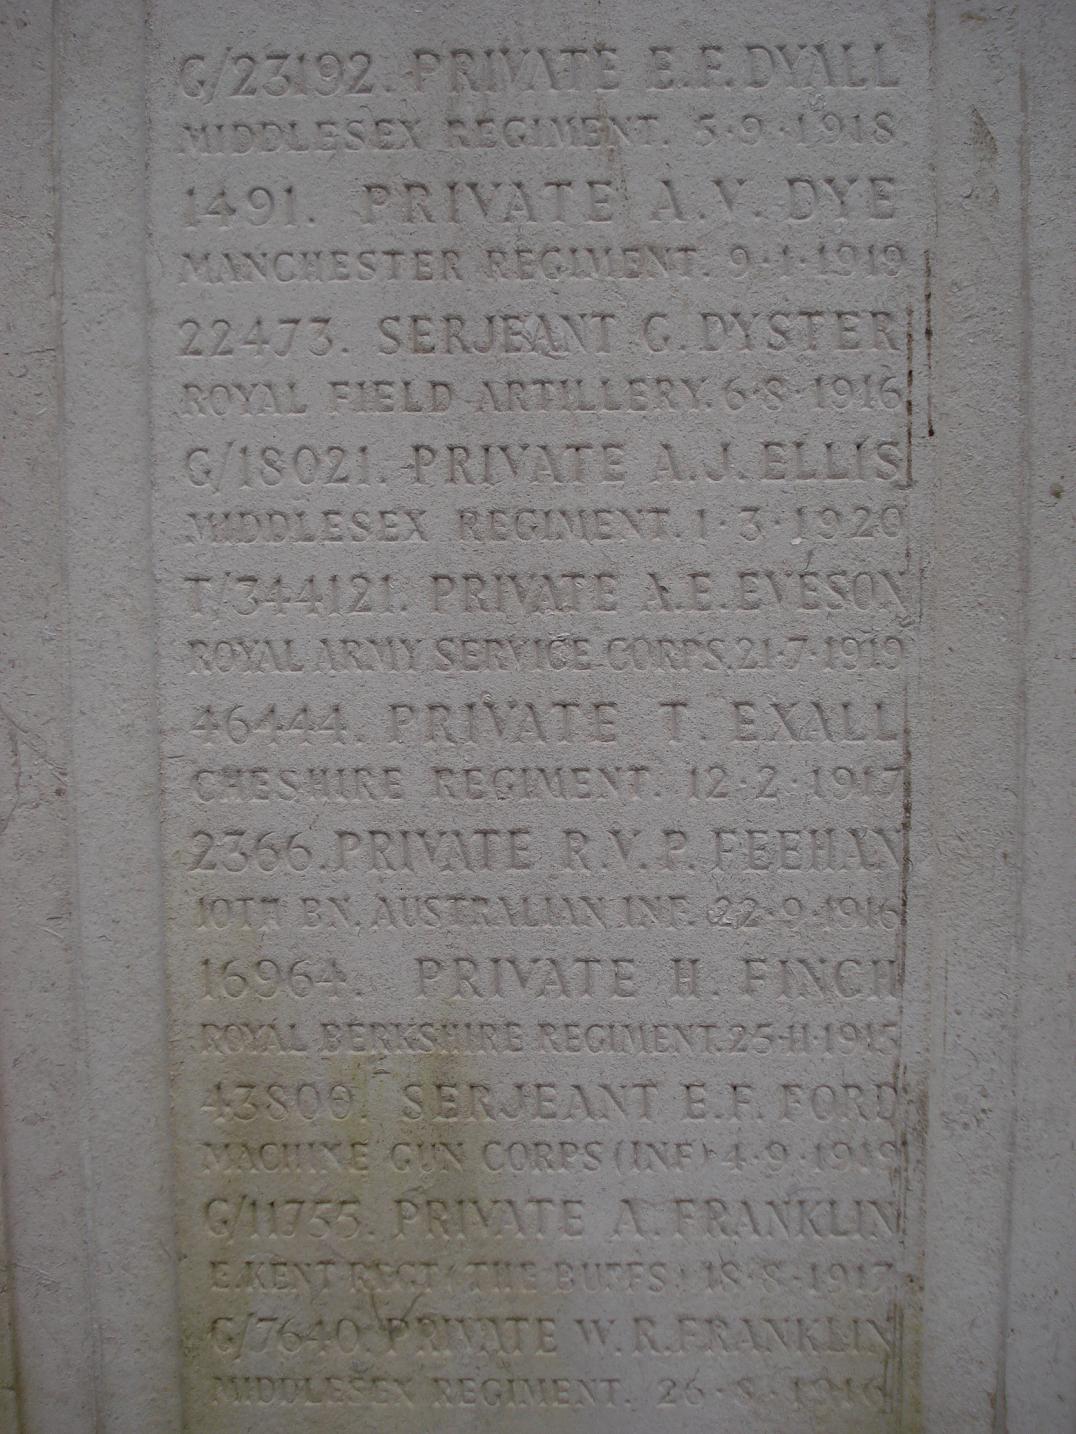 G/23192. PRIVATE E.F. DYALL
MIDDLESEX REGIMENT. 5·9·1918
1491. PRIVATE A.V. DYE
MANCHESTER REGIMENT. 9·1·1919
22473. SERJEANT G. DYSTER
ROYAL FIELD ARTILLERY. 6·8·1916
G/18021. PRIVATE A.J. ELLIS
MIDDLESEX REGIMENT. 1·3·1920
T/344121. PRIVATE A.E. EVESON
ROYAL ARMY SERVICE CORPS. 21·7·1919
46444. PRIVATE T. EXALL
CHESHIRE REGIMENT. 12·2·1917
2366. PRIVATE R.V.P. FEEHAN
10TH BN. AUSTRALIAN INF. 22·9·1916
16964. PRIVATE H. FINCH
ROYAL BERKSHIRE REGIMENT. 25·11·1915
43800. SERJEANT E.F. FORD
MACHINE GUN CORPS (INF) 4·9·1918
G/11755. PRIVATE A. FRANKLIN
E. KENT REGT (THE BUFFS) 18·8·1917
G/7640. PRIVATE W.R. FRANKLIN
MIDDLESEX REGIMENT. 26·8·1916